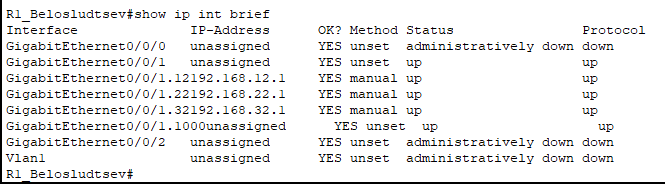 R1_Belosludtsev#show ip int brief
Interface              IP-Address      OK? Method Status                Protocol
GigabitEthernet0/0/0   unassigned      YES unset  administratively down down
GigabitEthernet0/0/1   unassigned      YES unset  up                    up
GigabitEthernet0/0/1.12192.168.12.1    YES manual up                    up
GigabitEthernet0/0/1.22192.168.22.1    YES manual up                    up
GigabitEthernet0/0/1.32192.168.32.1    YES manual up                    up
GigabitEthernet0/0/1.1000unassigned      YES unset  up                    up
GigabitEthernet0/0/2   unassigned      YES unset  administratively down down
Vlan1                  unassigned      YES unset  administratively down down
R1_Belosludtsev#